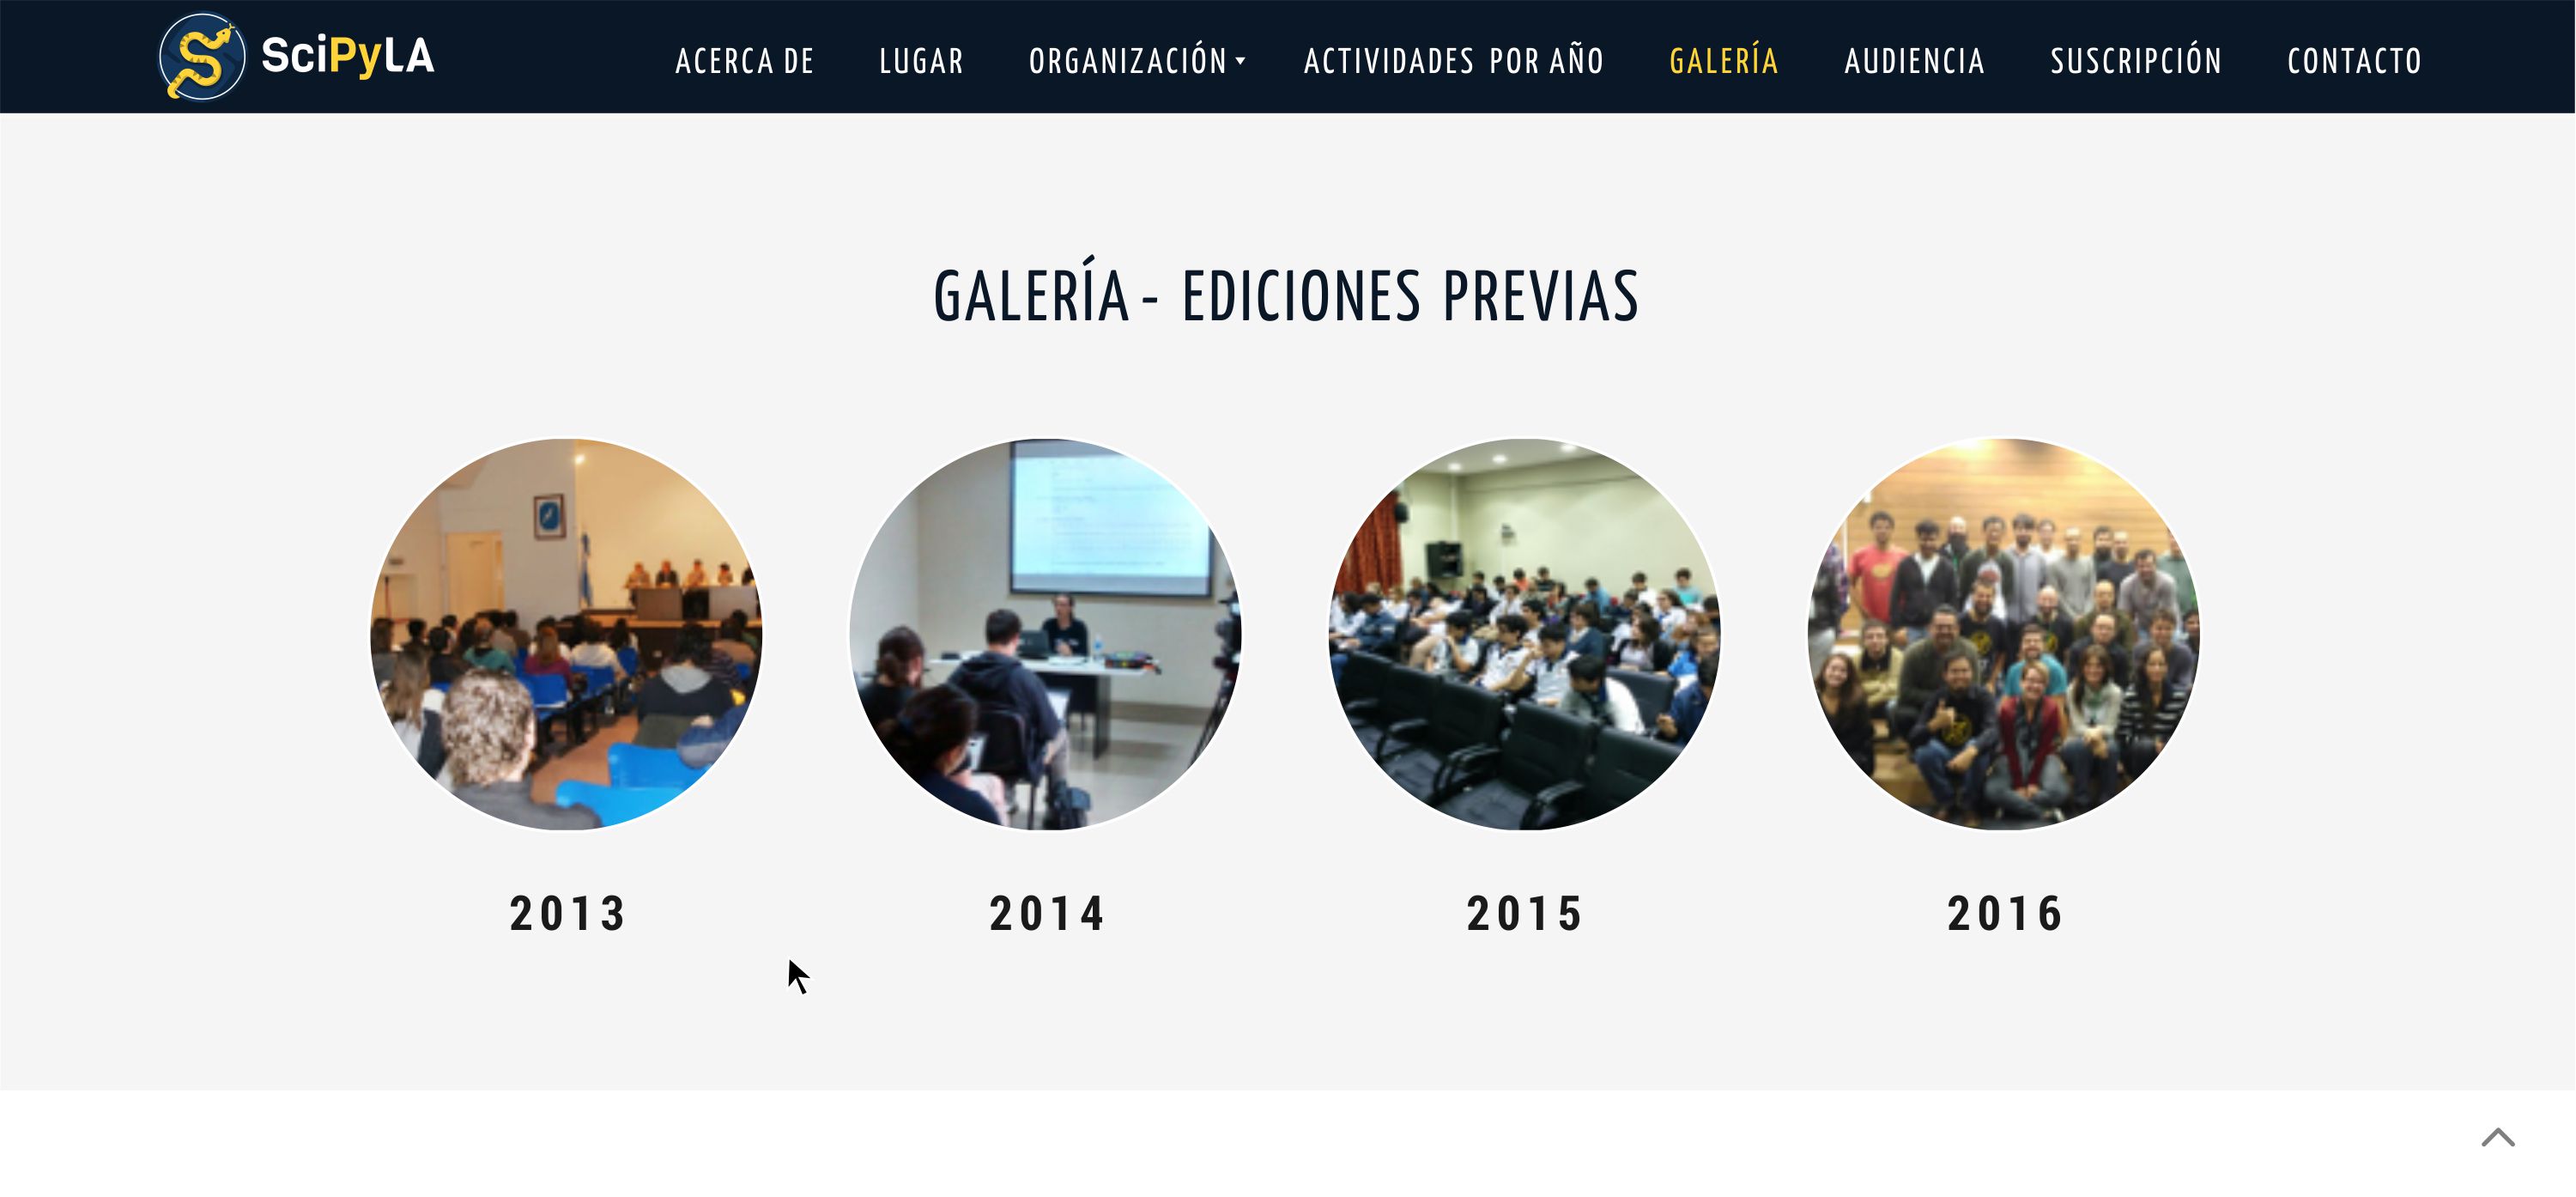 SciPyLA
ACERCA DE LUGAR ORGANIZACIÓN ACTIVIDADES POR AÑO GALERÍA AUDIENCIA SUSCRIPCIÓN CONTACTO
GALERÍA - EDICIONES PREVIAS
2013 2014 2015 2016